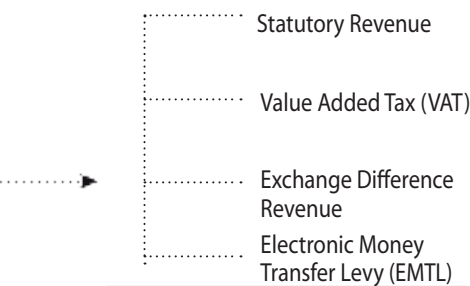 Statutory Revenue
Value Added Tax (VAT)
Exchange Difference
Revenue
Electronic Money
Transfer Levy (EMTL)